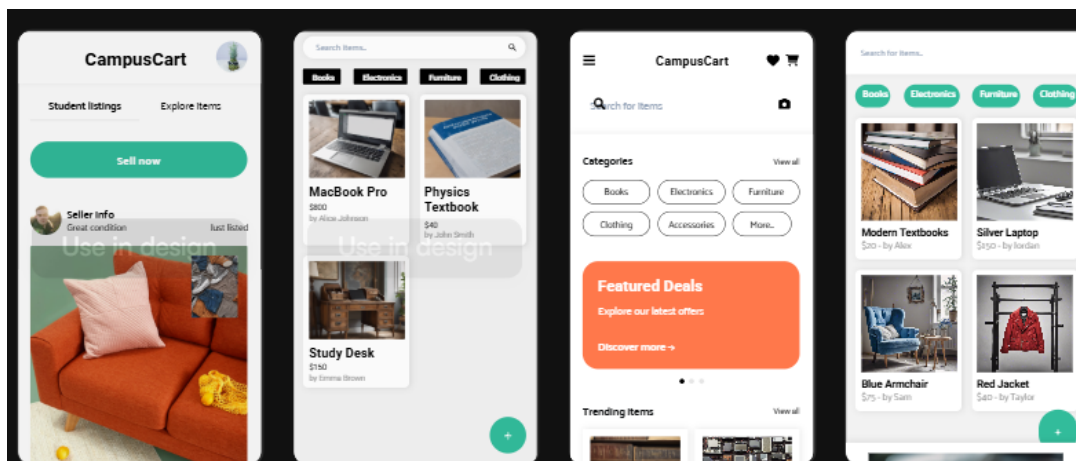 CampusCart
Student listings
Explore Items
Sell now
Seller Info
Great condition
Just listed
Use in design
Search Items..
Books
Electronics
Furniture
Clothing
MacBook Pro
$800
by Alice Johnson
Physics
Textbook
$40
by John Smith
Use in design
Study Desk
$150
by Emma Brown
+
CampusCart
Search for Items
Categories
View all
Books
Electronics
Furniture
Clothing
Accessories
More..
Featured Deals
Explore our latest offers
Discover more →
Trending Items
View all
Search for Items..
Books
Electronics
Furniture
Clothing
Modern Textbooks
$20 - by Alex
Silver Laptop
$150 - by Jordan
Blue Armchair
$75 - by Sam
Red Jacket
$40 - by Taylor
+